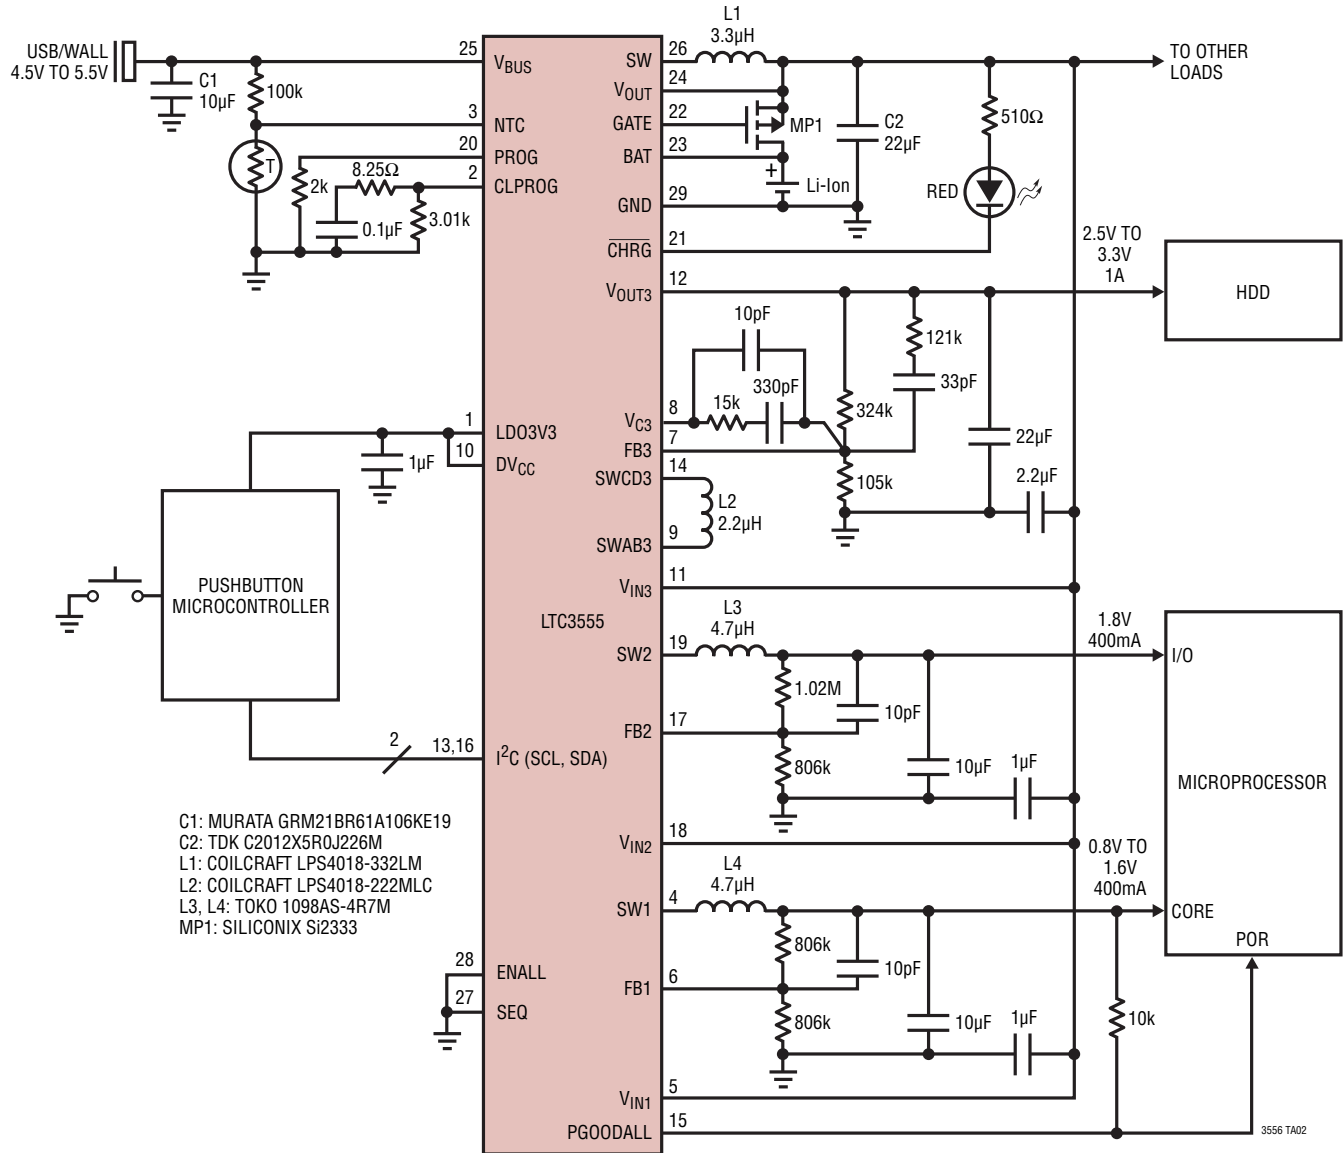 USB/WALL
4.5V TO 5.5V
C1
10µF
100k
T
2k
8.25Ω
0.1µF
3.01k
25
VBUS
3
NTC
20
PROG
2
CLPROG
1
LDO3V3
10
DVCC
1µF
PUSHBUTTON
MICROCONTROLLER
2
13,16
I2C (SCL, SDA)
C1: MURATA GRM21BR61A106KE19
C2: TDK C2012X5R0J226M
L1: COILCRAFT LPS4018-332LM
L2: COILCRAFT LPS4018-222MLC
L3, L4: TOKO 1098AS-4R7M
MP1: SILICONIX Si2333
28
ENALL
27
SEQ
LTC3555
SW
26
L1
3.3µH
TO OTHER
LOADS
VOUT
24
GATE
22
MP1
BAT
23
+
Li-Ion
C2
22µF
510Ω
RED
GND
29
CHRG
21
VOUT3
12
2.5V TO
3.3V
1A
HDD
10pF
330pF
15k
121k
33pF
324k
105k
22µF
2.2µF
VC3
8
FB3
7
SWCD3
14
L2
2.2µH
SWAB3
9
VIN3
11
SW2
19
L3
4.7µH
1.8V
400mA
I/O
1.02M
10pF
FB2
17
806k
10µF
1µF
MICROPROCESSOR
VIN2
18
SW1
4
L4
4.7µH
0.8V TO
1.6V
400mA
CORE
POR
806k
10pF
FB1
6
806k
10µF
1µF
10k
VIN1
5
PGOODALL
15
3556 TA02